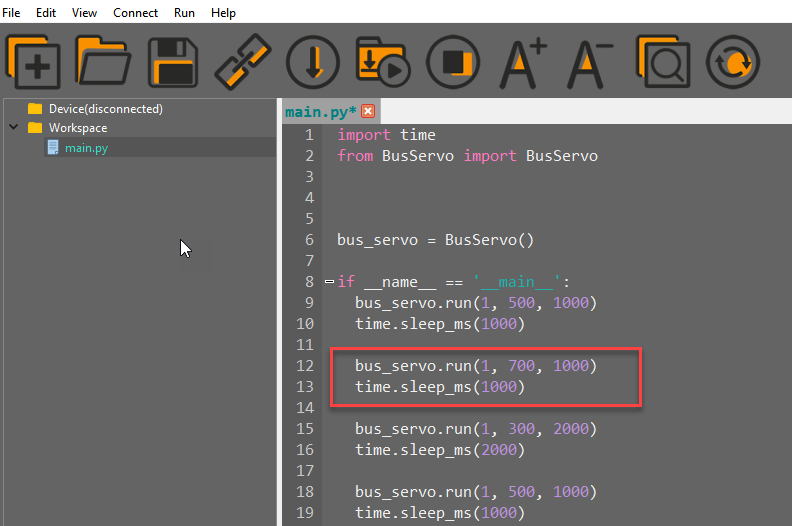 File Edit View Connect Run Help
Device(disconnected)
Workspace
main.py
main.py*
1 import time
2 from BusServo import BusServo
3
4
5
6 bus_servo = BusServo()
7
8 if __name__ == '__main__':
9 bus_servo.run(1, 500, 1000)
10 time.sleep_ms(1000)
11
12 bus_servo.run(1, 700, 1000)
13 time.sleep_ms(1000)
14
15 bus_servo.run(1, 300, 2000)
16 time.sleep_ms(2000)
17
18 bus_servo.run(1, 500, 1000)
19 time.sleep_ms(1000)